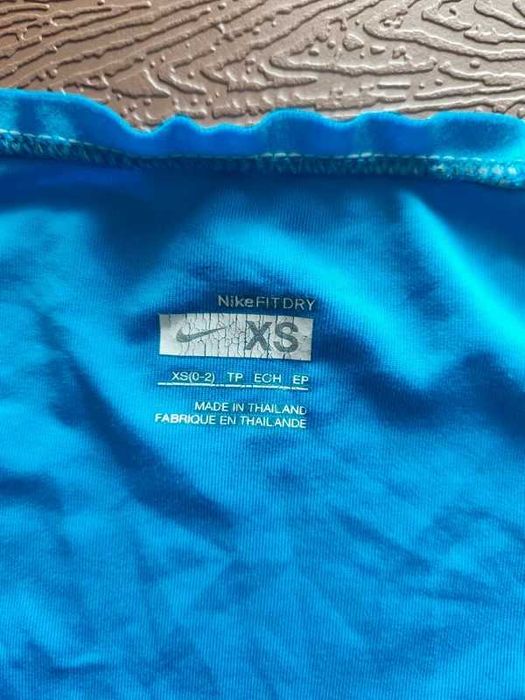 NikeFITDRY
XS
XS(0-2) TP ECH EP
MADE IN THAILAND
FABRIQUE EN THAILANDE